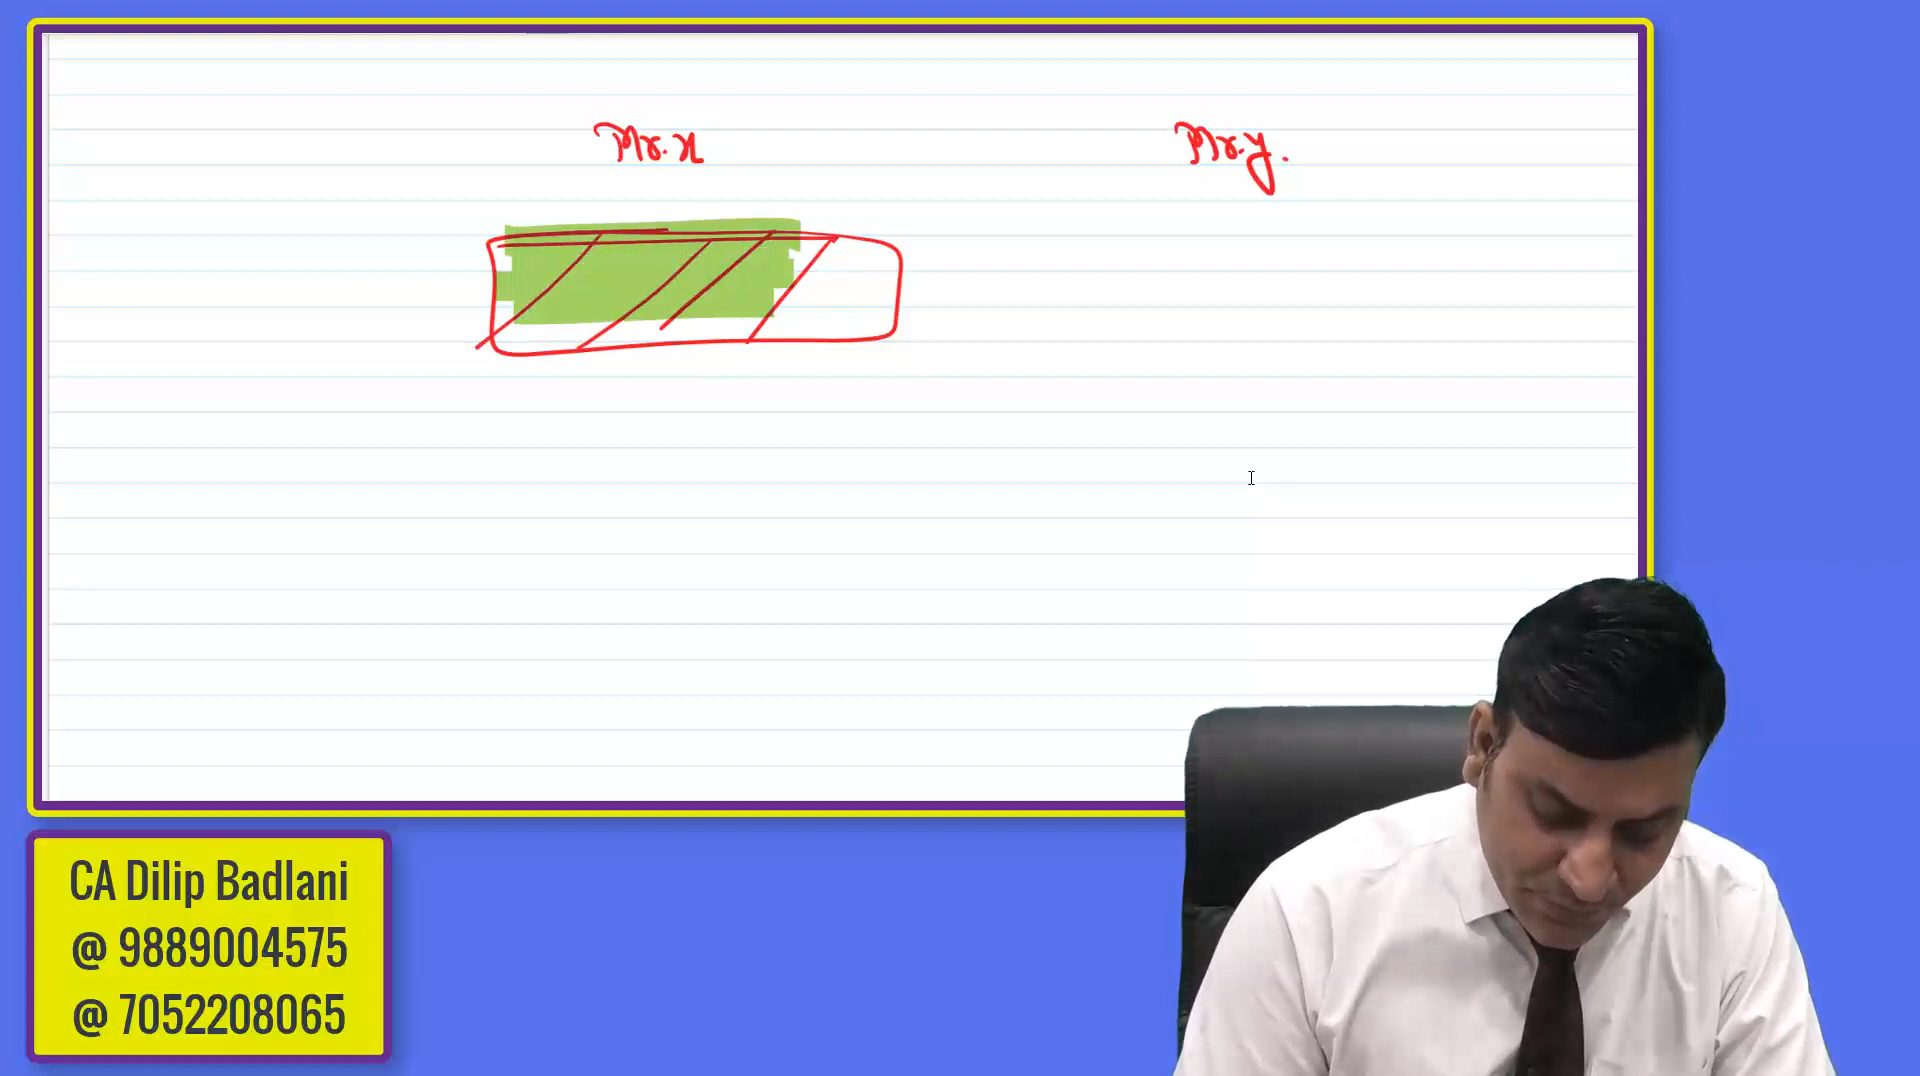 Mr. x
Mr. y.
CA Dilip Badlani
@ 9889004575
@ 7052208065